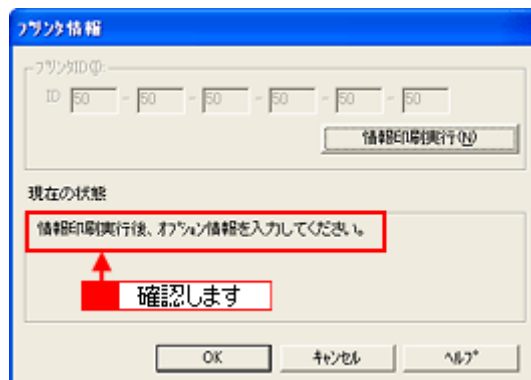 プリンタ情報
プリンタID(I):
ID 50 - 50 - 50 - 50 - 50 - 50
情報印刷実行(N)
現在の状態
情報印刷実行後、オプション情報を入力してください。
確認します
OK キャンセル ヘルプ